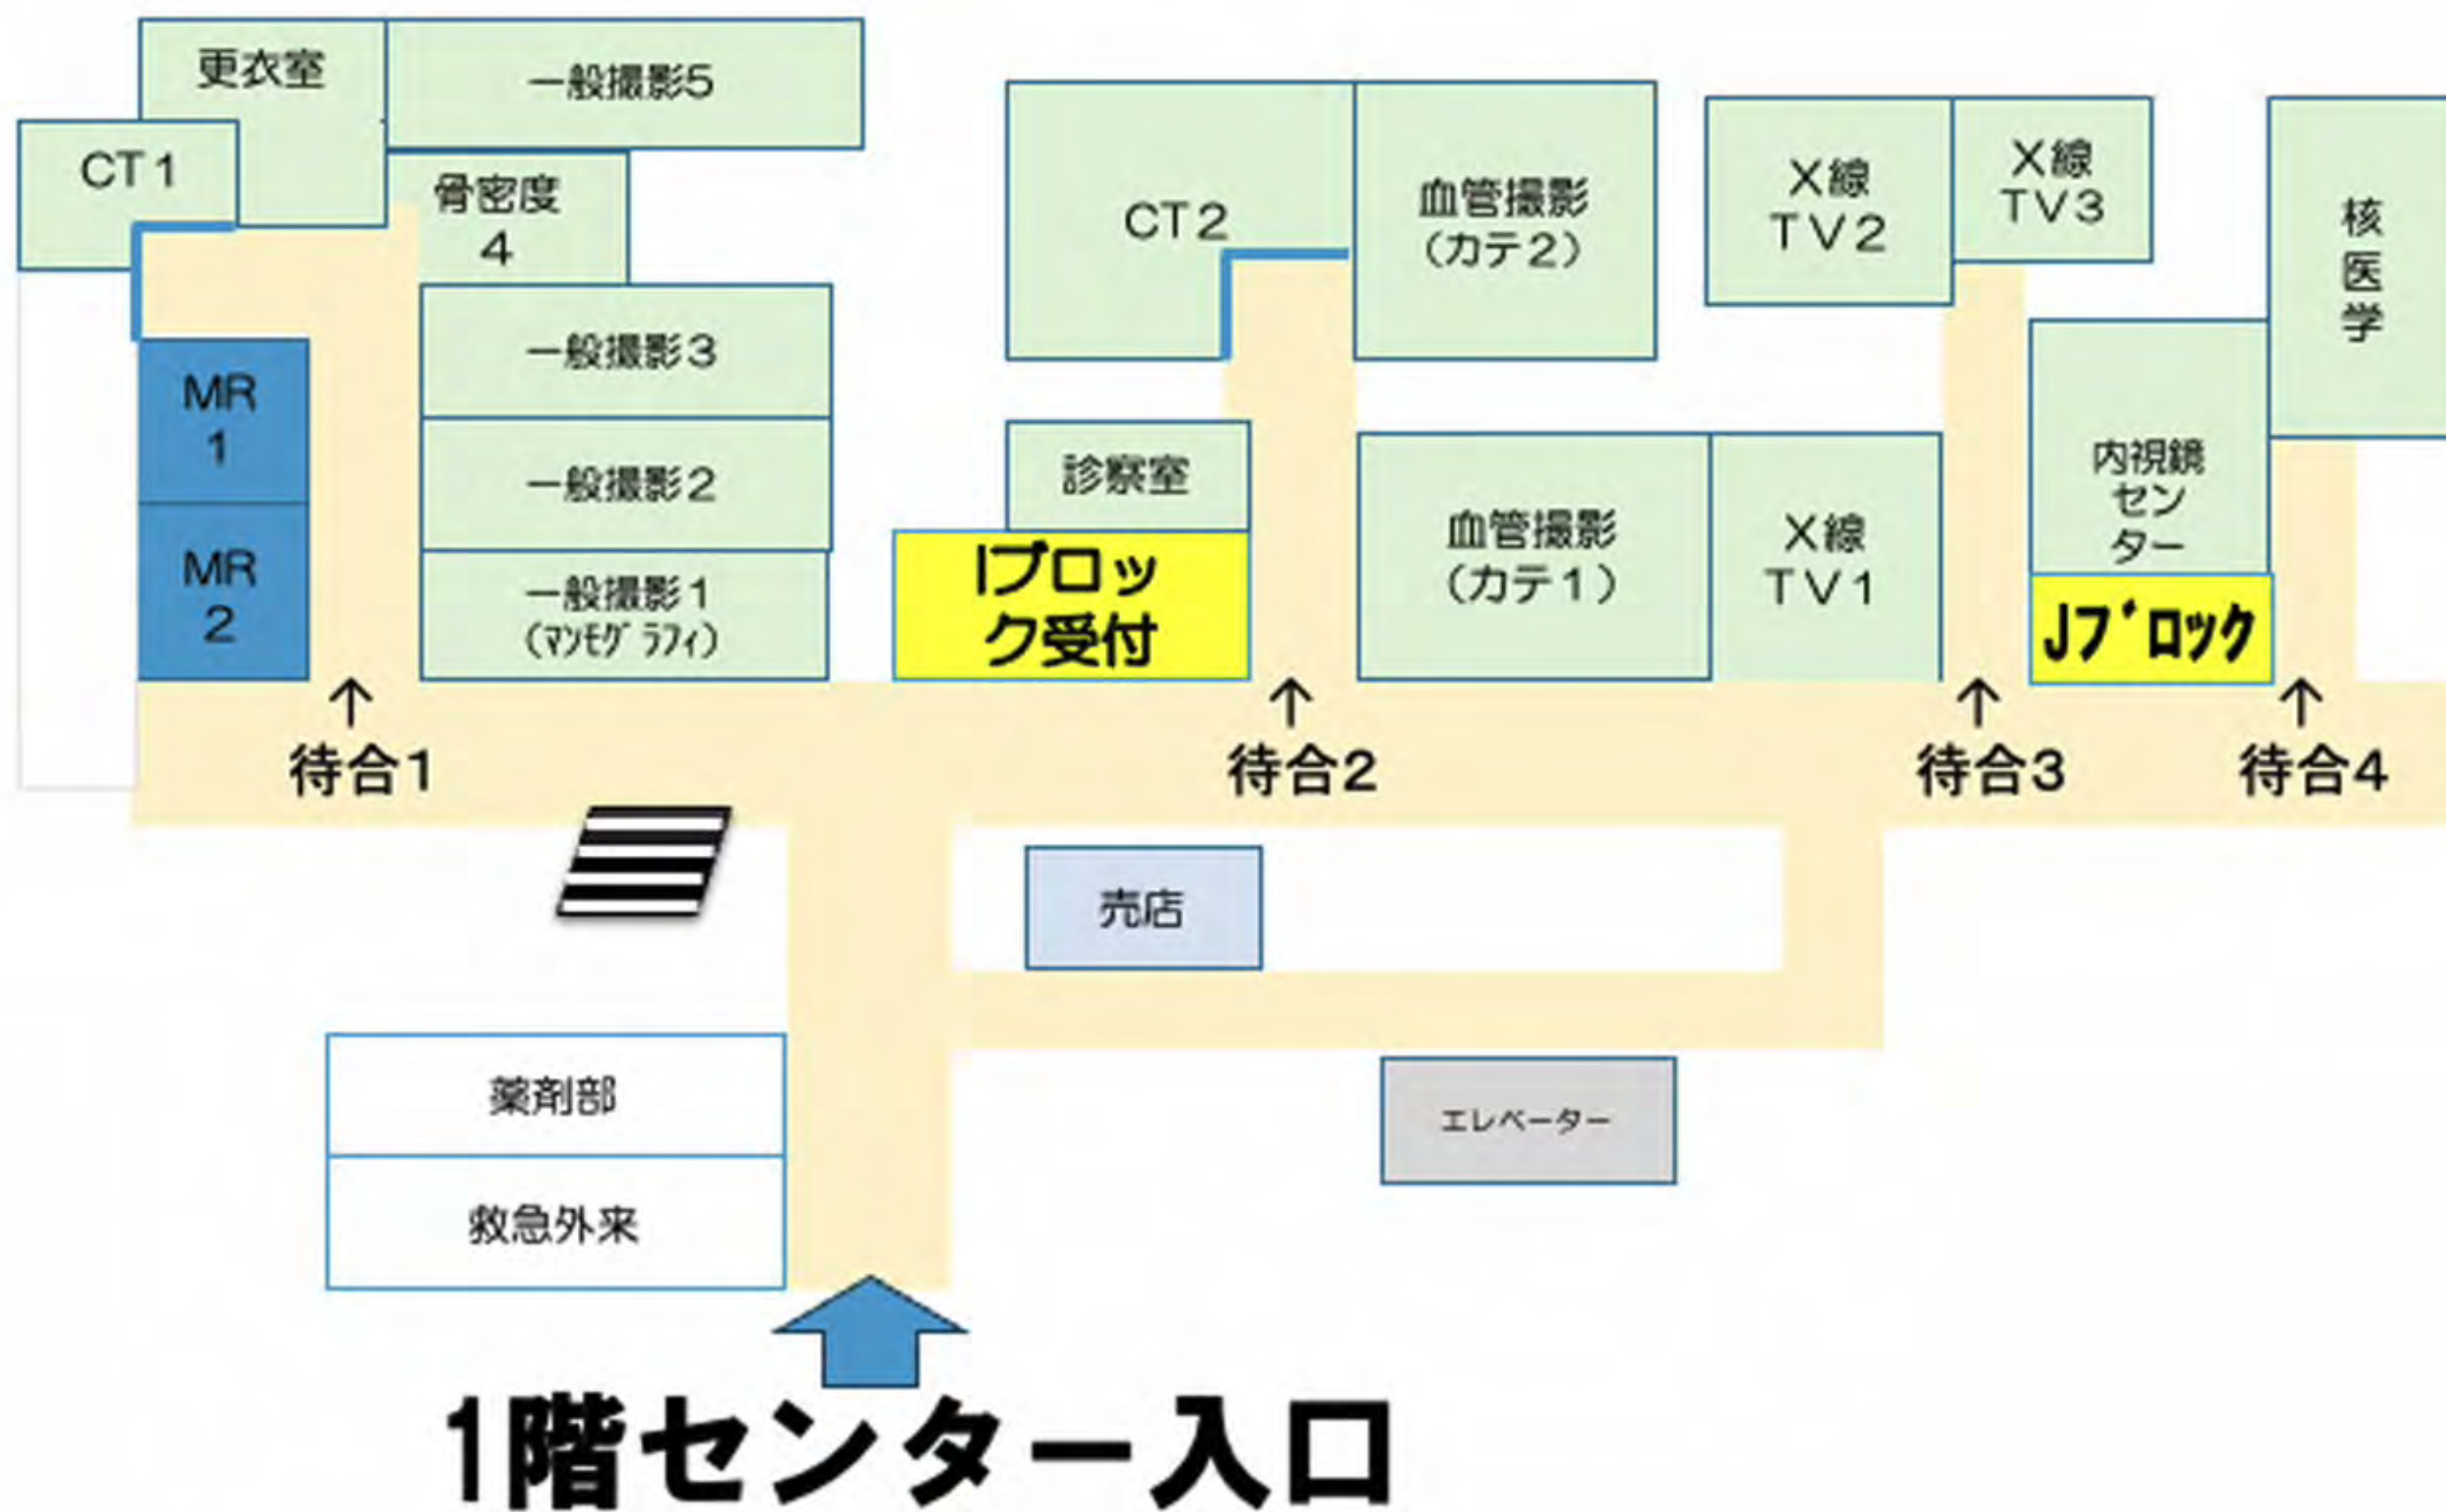 更衣室
一般撮影5
CT1
骨密度
4
一般撮影3
一般撮影2
一般撮影1
(ﾏﾝﾓｸﾞﾗﾌｨ)
MR
1
MR
2
CT2
血管撮影
(カテ2)
診察室
Iブロッ
ク受付
血管撮影
(カテ1)
X線
TV1
X線
TV2
X線
TV3
核
医
学
内視鏡
セン
ター
Jﾌﾞﾛｯｸ
↑
待合1
↑
待合2
↑
待合3
↑
待合4
売店
薬剤部
救急外来
エレベーター
1階センター入口